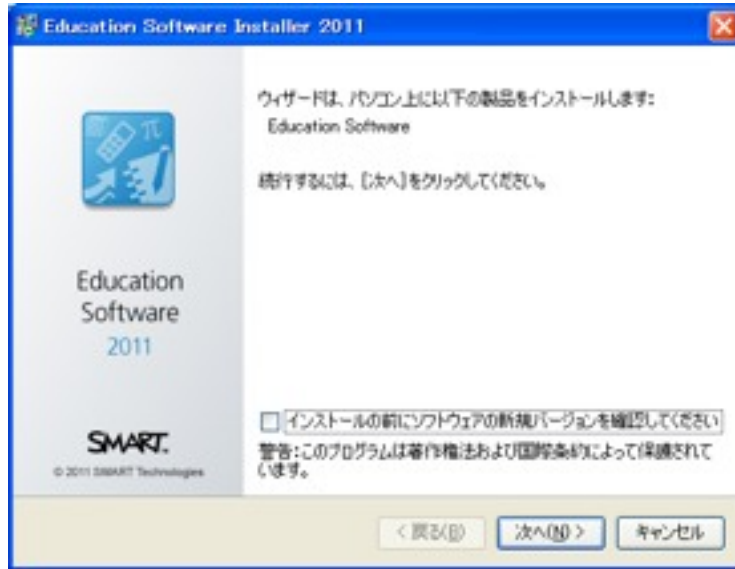 Education Software Installer 2011
ウィザードは、パソコン上に以下の製品をインストールします:
Education Software
続行するには、[次へ]をクリックしてください。
Education
Software
2011
インストールの前にソフトウェアの新規バージョンを確認してください
SMART
警告:このプログラムは著作権法および国際条約によって保護されて
います。
© 2011 SMART Technologies
< 戻る(B)
次へ(N) >
キャンセル